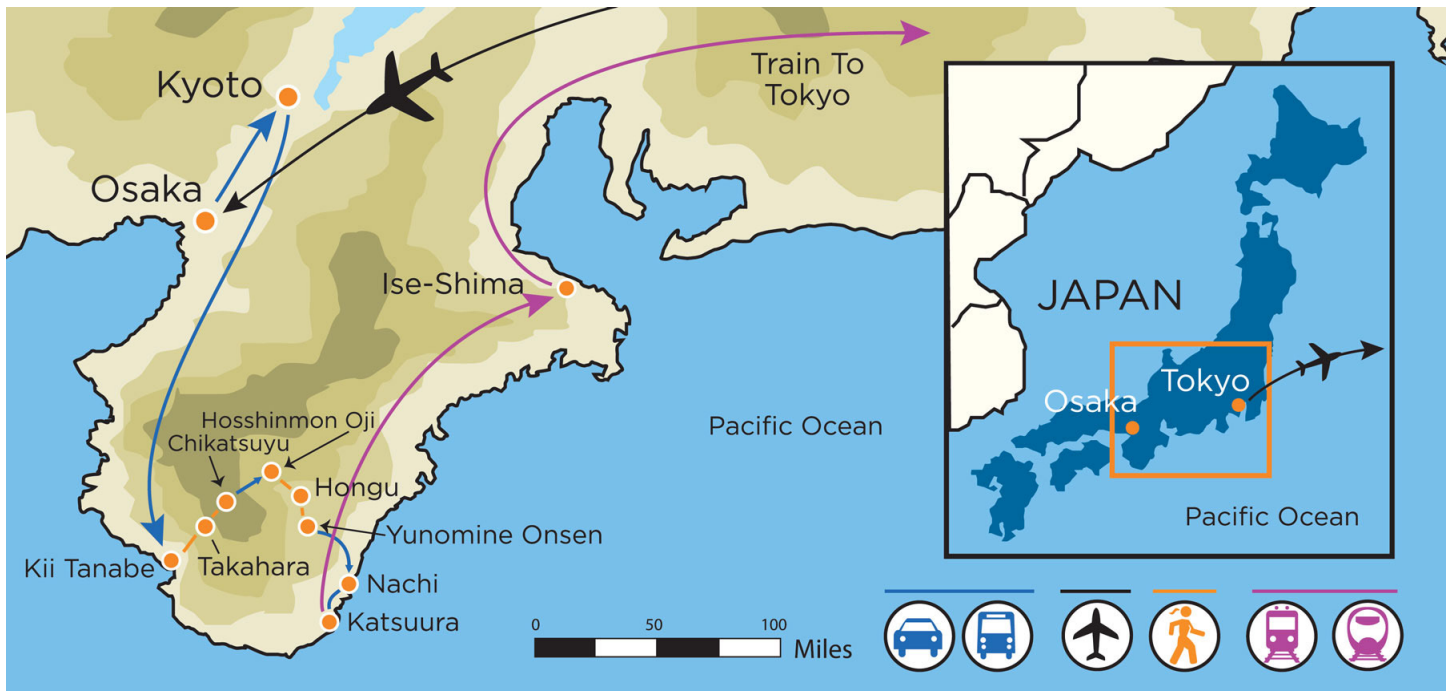 Kyoto
Train To
Tokyo
Osaka
Ise-Shima
JAPAN
Tokyo
Osaka
Hosshinmon Oji
Chikatsuyu
Pacific Ocean
Hongu
Pacific Ocean
Yunomine Onsen
Kii Tanabe
Takahara
Nachi
Katsuura
0 50 100
Miles